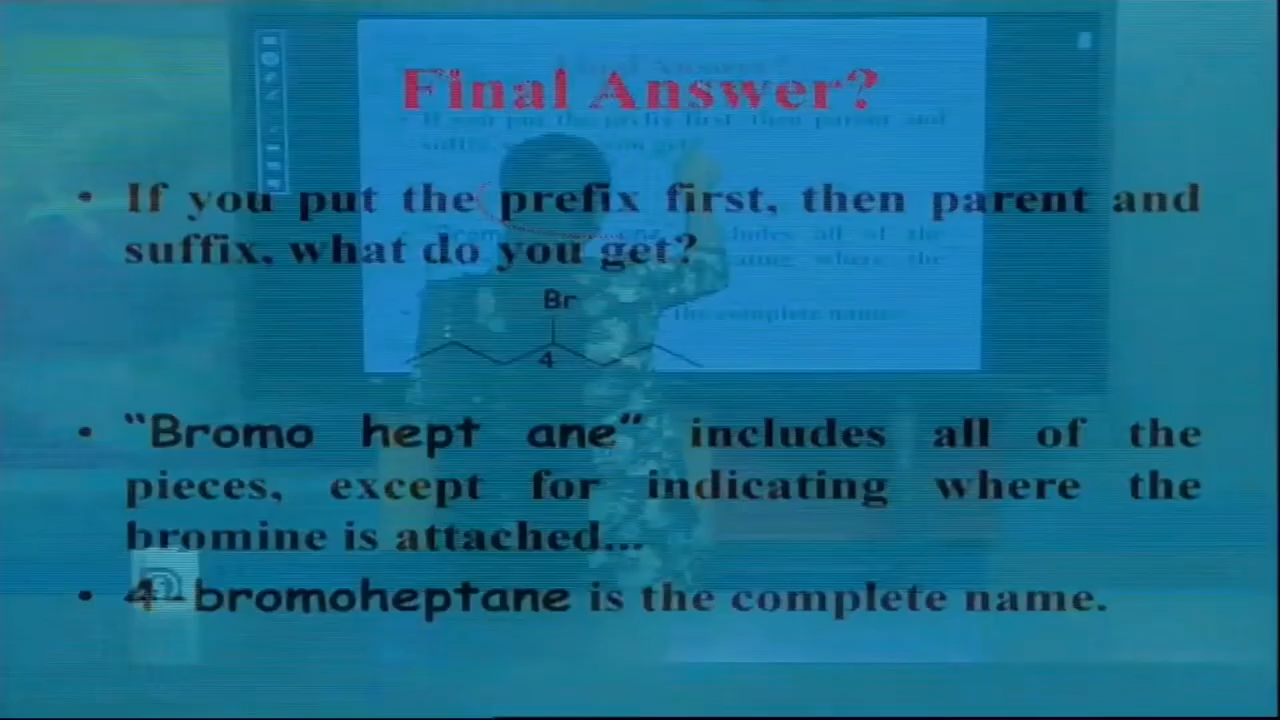 Final Answer?
• If you put the prefix first, then parent and
suffix, what do you get?
Br
4
• “Bromo hept ane” includes all of the
pieces, except for indicating where the
bromine is attached...
• 4-bromoheptane is the complete name.